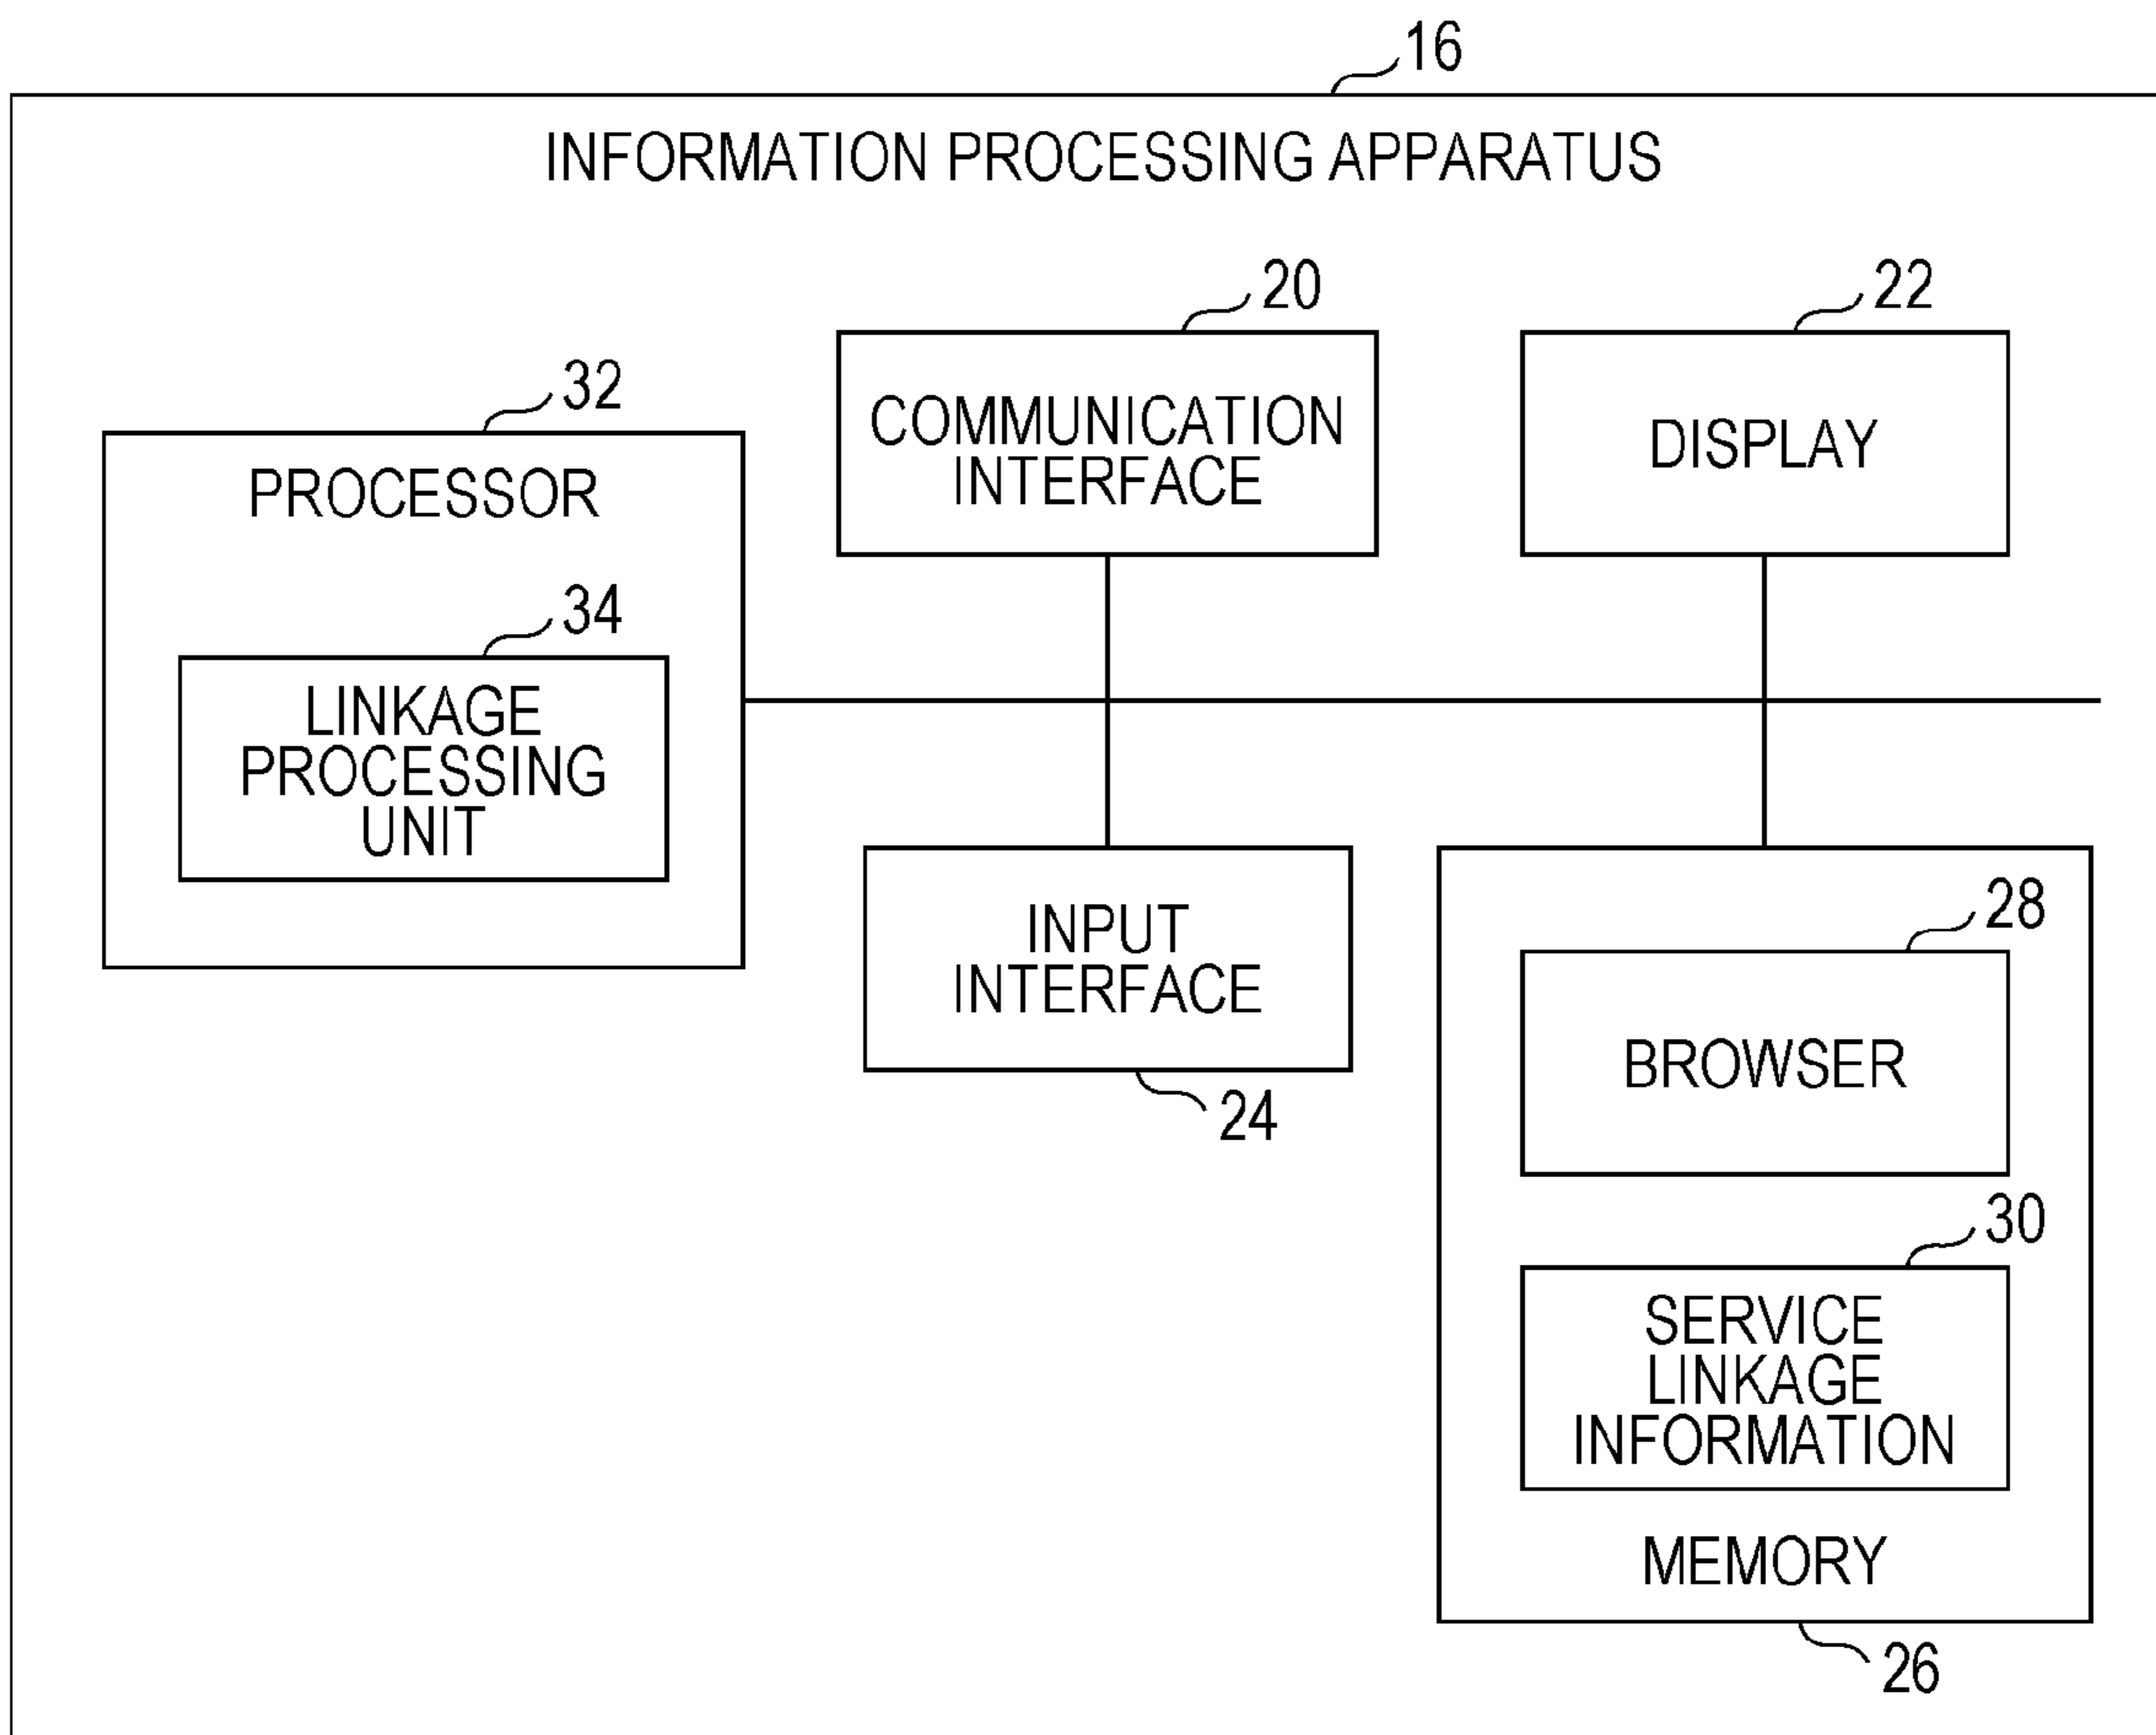 16
INFORMATION PROCESSING APPARATUS
20
22
32
COMMUNICATION
INTERFACE
DISPLAY
PROCESSOR
34
LINKAGE
PROCESSING
UNIT
INPUT
INTERFACE
24
28
BROWSER
30
SERVICE
LINKAGE
INFORMATION
MEMORY
26